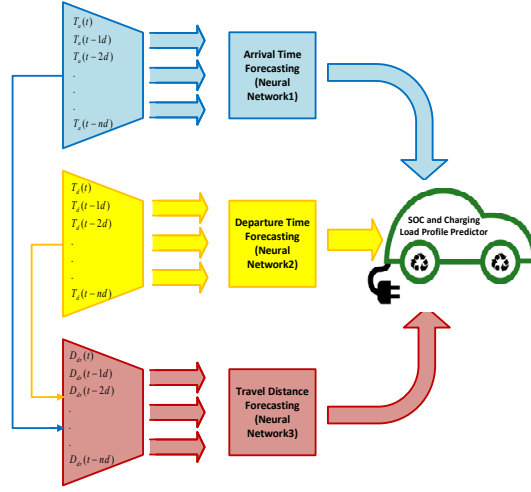 T_a(t)
T_a(t-1d)
T_a(t-2d)
.
.
.
T_a(t-nd)
Arrival Time
Forecasting
(Neural
Network1)
T_d(t)
T_d(t-1d)
T_d(t-2d)
.
.
.
T_d(t-nd)
Departure Time
Forecasting
(Neural
Network2)
SOC and Charging
Load Profile Predictor
D_dr(t)
D_dr(t-1d)
D_dr(t-2d)
.
.
.
D_dr(t-nd)
Travel Distance
Forecasting
(Neural
Network3)